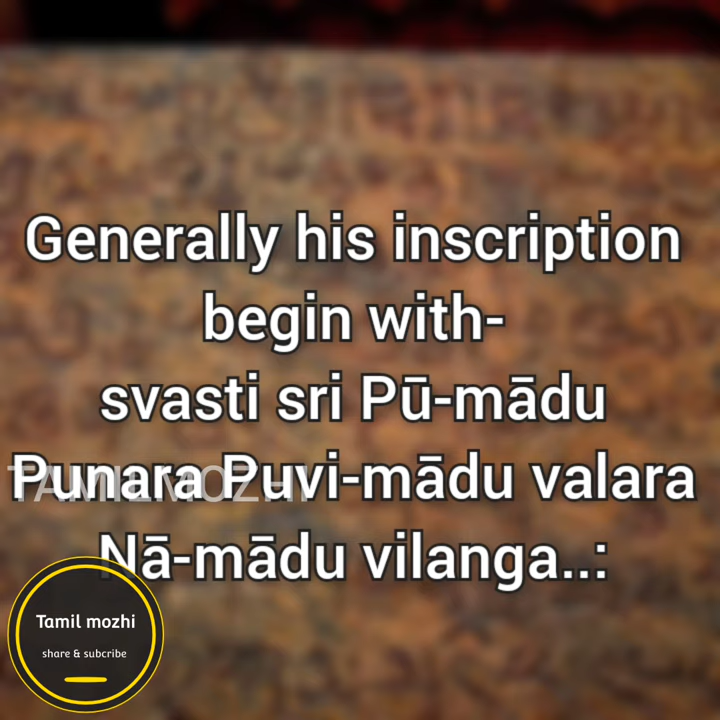 Generally his inscription
begin with-
svasti sri Pū-mādu
Punara Puvi-mādu valara
TAMILMOZHI
Nā-mādu vilanga..:
Tamil mozhi
share & subcribe